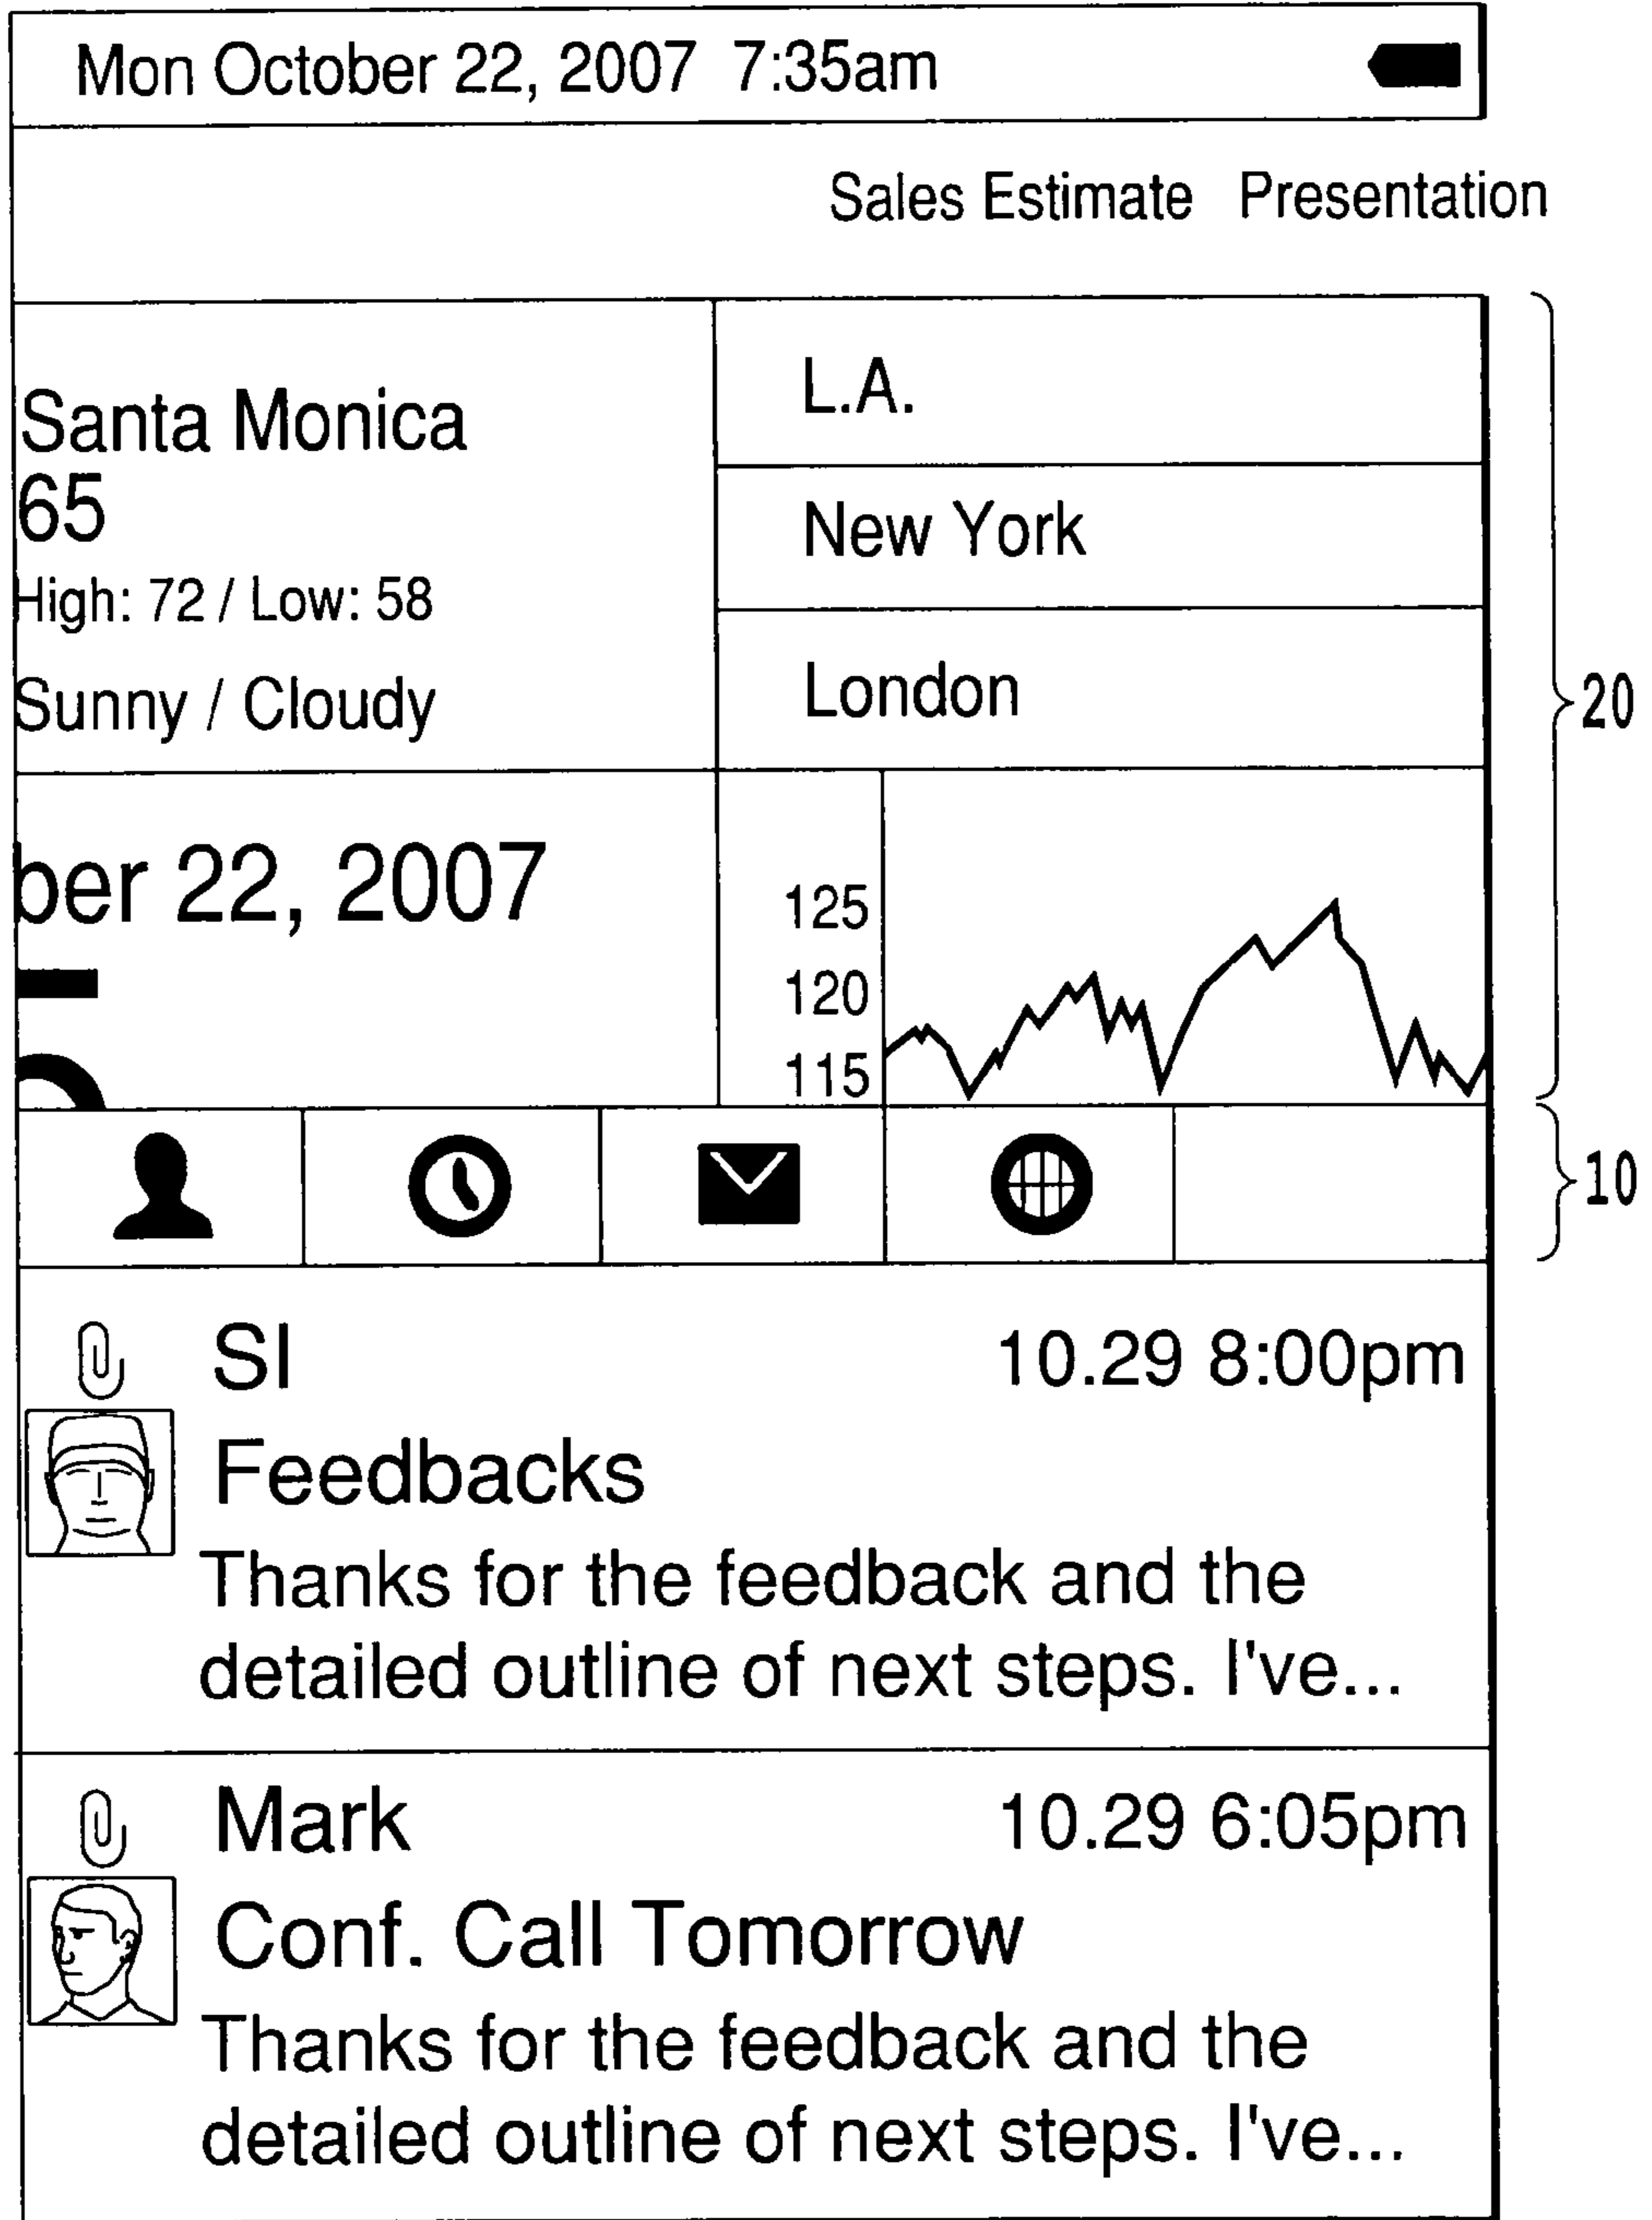 Mon October 22, 2007 7:35am
Sales Estimate Presentation
Santa Monica
65
High: 72 / Low: 58
Sunny / Cloudy
L.A.
New York
London
20
ber 22, 2007
5
125
120
115
10
SI 10.29 8:00pm
Feedbacks
Thanks for the feedback and the
detailed outline of next steps. I've...
Mark 10.29 6:05pm
Conf. Call Tomorrow
Thanks for the feedback and the
detailed outline of next steps. I've...